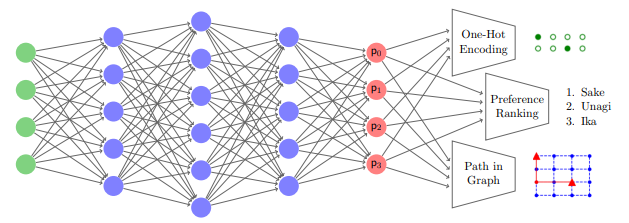 p0
p1
p2
p3
One-Hot
Encoding
Preference
Ranking
1. Sake
2. Unagi
3. Ika
Path in
Graph